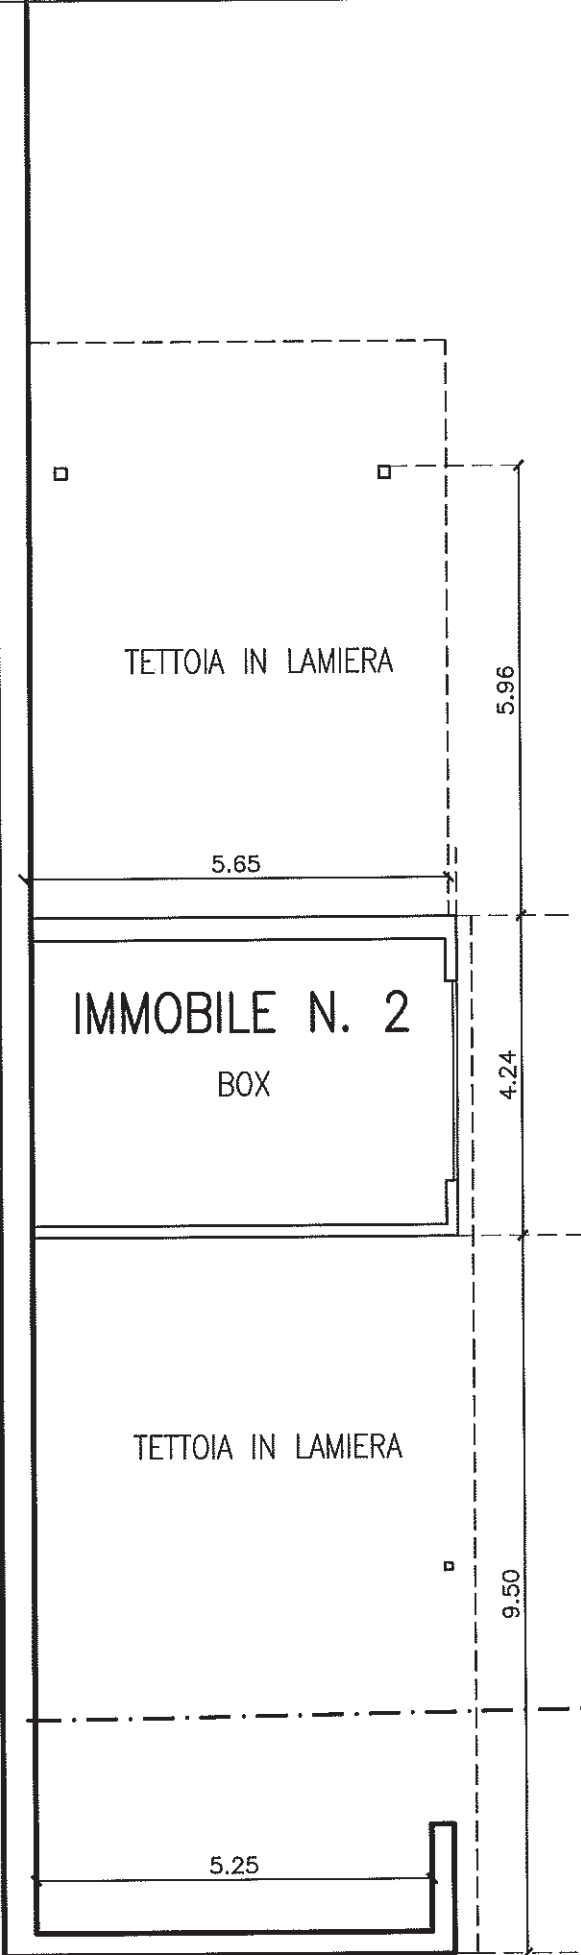 TETTOIA IN LAMIERA
5.96
5.65
IMMOBILE N. 2
BOX
4.24
TETTOIA IN LAMIERA
9.50
5.25